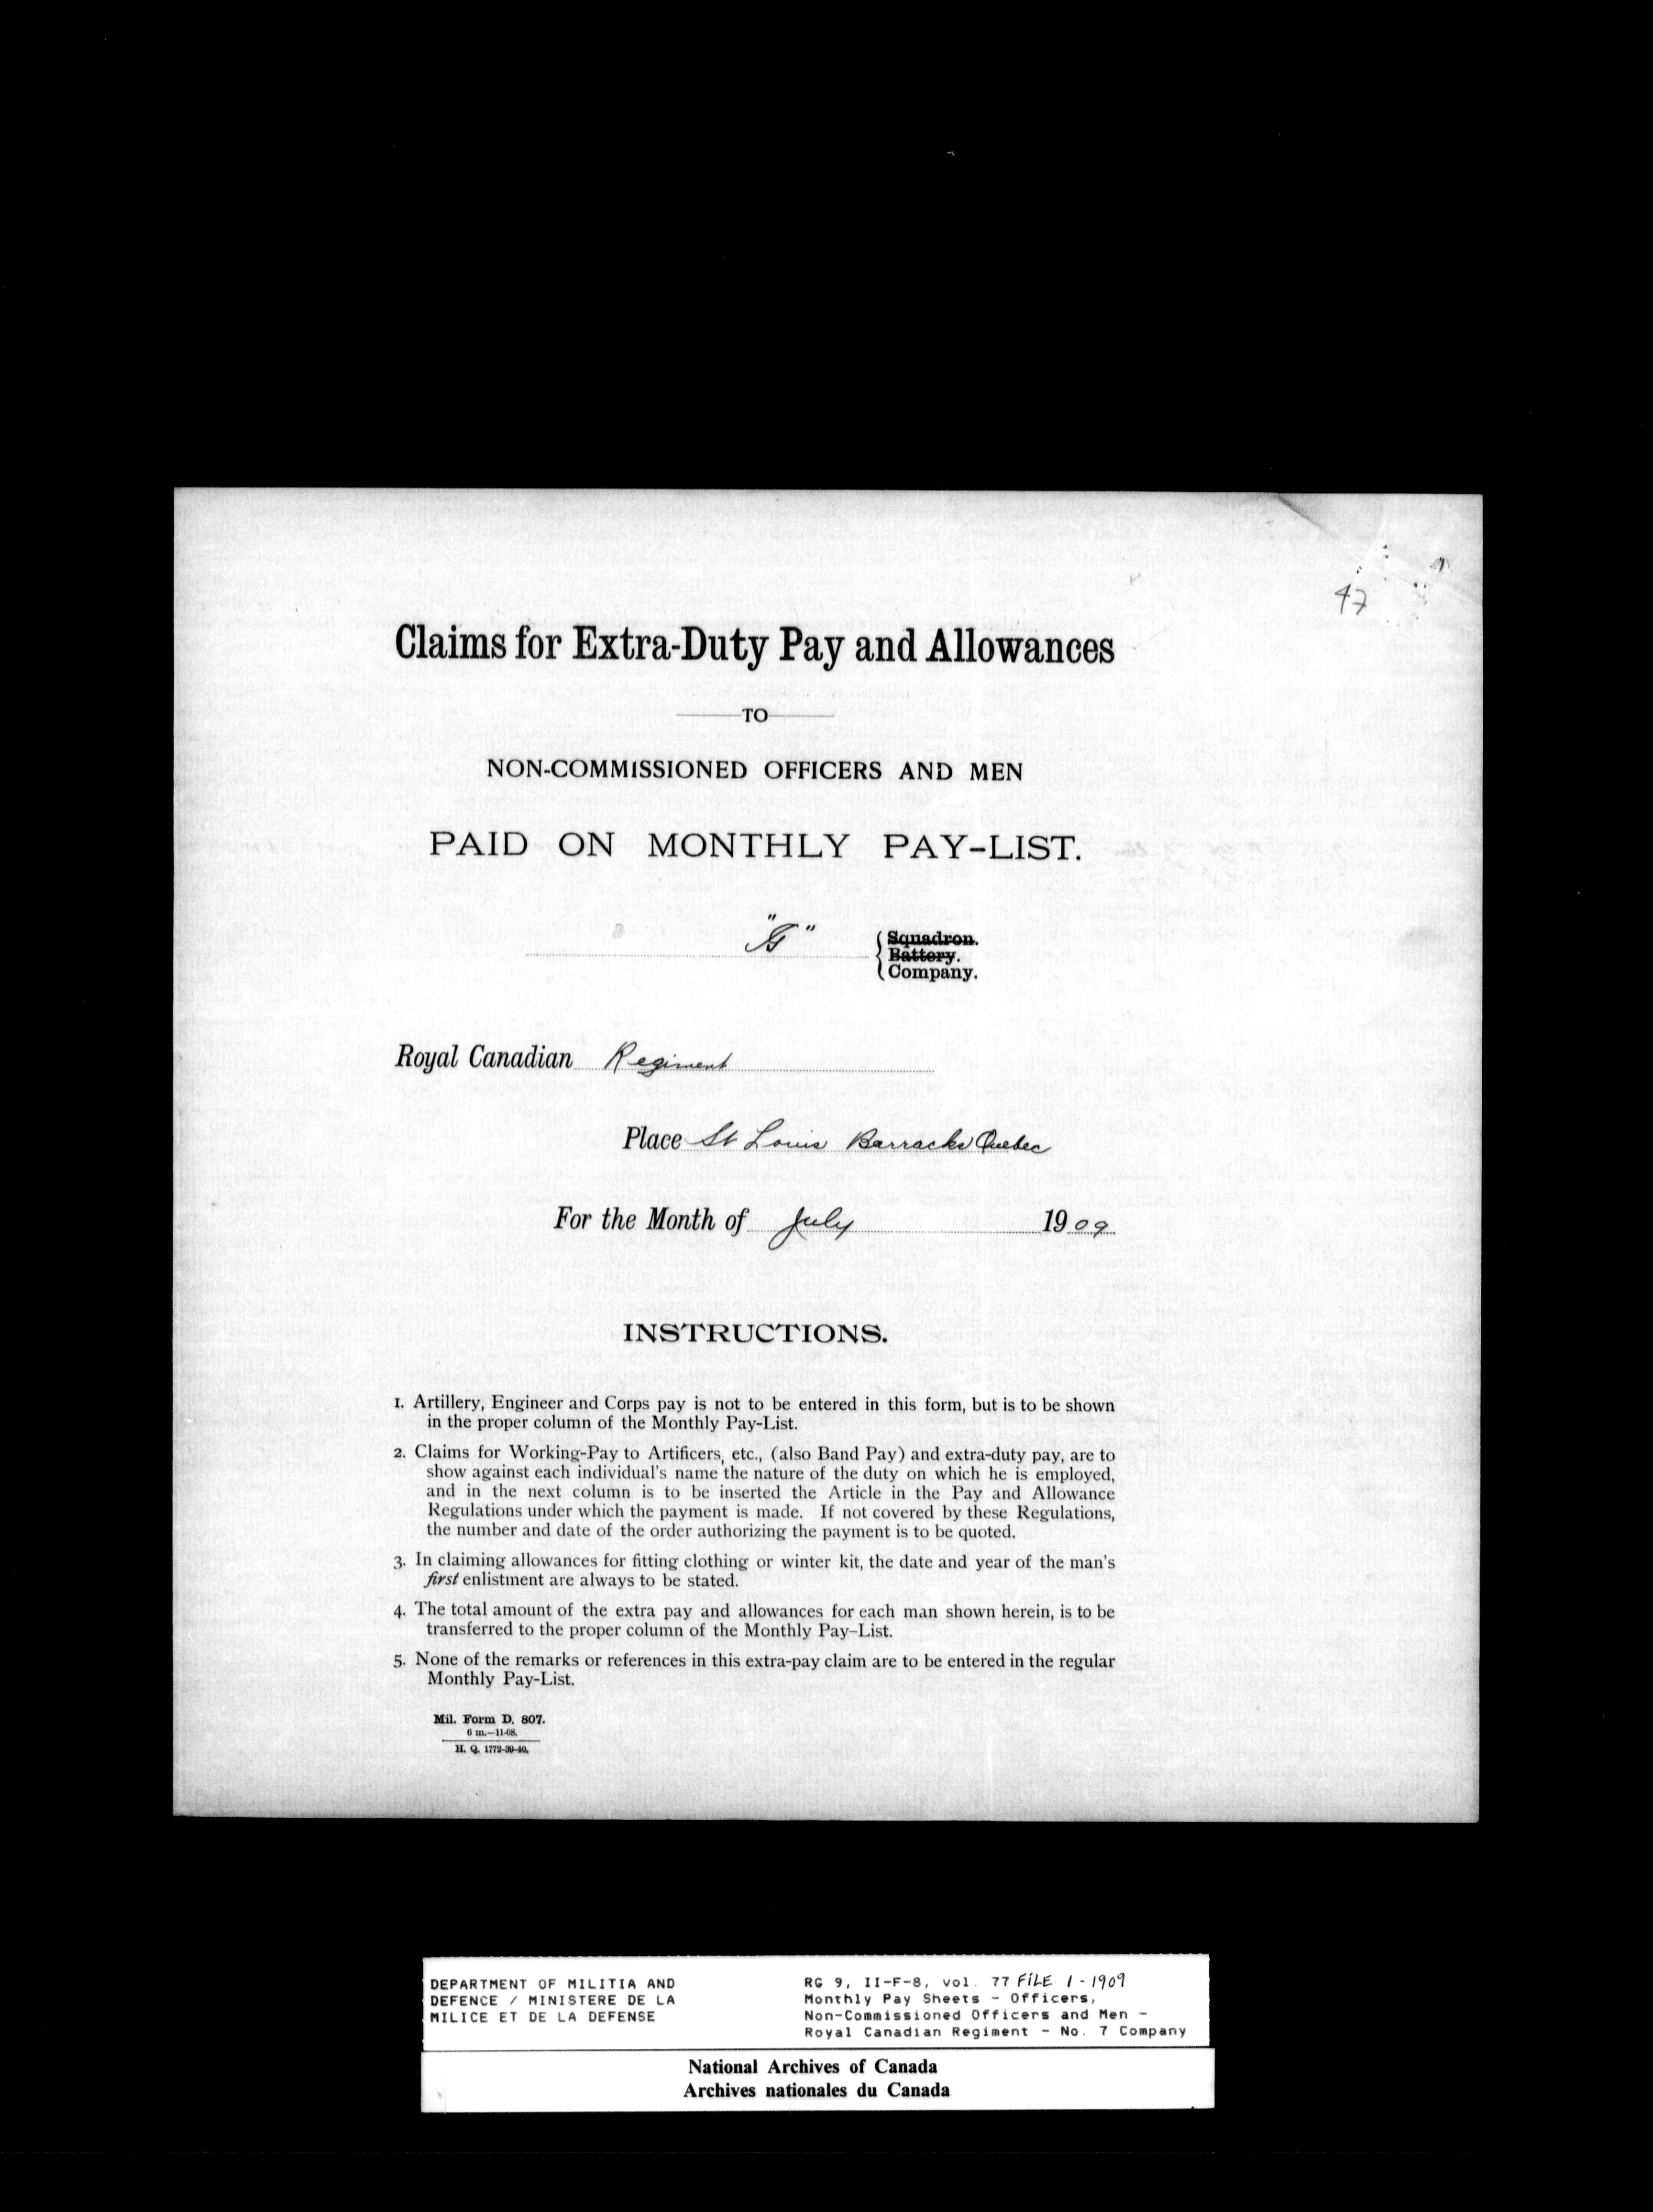 47
Claims for Extra-Duty Pay and Allowances
TO
NON-COMMISSIONED OFFICERS AND MEN
PAID ON MONTHLY PAY-LIST.
Squadron.
Battery.
Company.
Royal Canadian Regiment
Place St Louis Barracks Quebec
For the Month of July 1909
INSTRUCTIONS.
1. Artillery, Engineer and Corps pay is not to be entered in this form, but is to be shown
in the proper column of the Monthly Pay-List.
2. Claims for Working-Pay to Artificers, etc., (also Band Pay) and extra-duty pay, are to
show against each individual's name the nature of the duty on which he is employed,
and in the next column is to be inserted the Article in the Pay and Allowance
Regulations under which the payment is made. If not covered by these Regulations,
the number and date of the order authorizing the payment is to be quoted.
3. In claiming allowances for fitting clothing or winter kit, the date and year of the man's
first enlistment are always to be stated.
4. The total amount of the extra pay and allowances for each man shown herein, is to be
transferred to the proper column of the Monthly Pay-List.
5. None of the remarks or references in this extra-pay claim are to be entered in the regular
Monthly Pay-List.
Mil. Form D. 807.
6 m.—11-08.
H. Q. 1772-39-40.
DEPARTMENT OF MILITIA AND
DEFENCE / MINISTERE DE LA
MILICE ET DE LA DEFENSE
RG 9, II-F-8, vol. 77 FILE 1 - 1909
Monthly Pay Sheets - Officers,
Non-Commissioned Officers and Men -
Royal Canadian Regiment - No. 7 Company
National Archives of Canada
Archives nationales du Canada